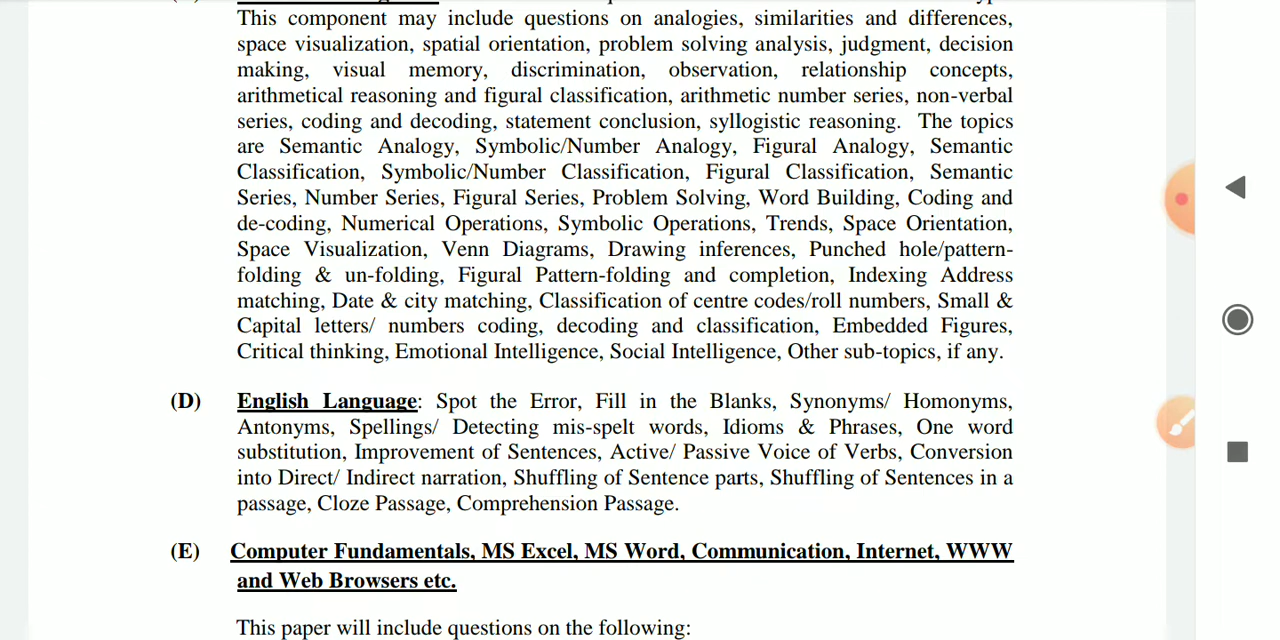 This component may include questions on analogies, similarities and differences,
space visualization, spatial orientation, problem solving analysis, judgment, decision
making, visual memory, discrimination, observation, relationship concepts,
arithmetical reasoning and figural classification, arithmetic number series, non-verbal
series, coding and decoding, statement conclusion, syllogistic reasoning. The topics
are Semantic Analogy, Symbolic/Number Analogy, Figural Analogy, Semantic
Classification, Symbolic/Number Classification, Figural Classification, Semantic
Series, Number Series, Figural Series, Problem Solving, Word Building, Coding and
de-coding, Numerical Operations, Symbolic Operations, Trends, Space Orientation,
Space Visualization, Venn Diagrams, Drawing inferences, Punched hole/pattern-
folding & un-folding, Figural Pattern-folding and completion, Indexing Address
matching, Date & city matching, Classification of centre codes/roll numbers, Small &
Capital letters/ numbers coding, decoding and classification, Embedded Figures,
Critical thinking, Emotional Intelligence, Social Intelligence, Other sub-topics, if any.
(D) English Language: Spot the Error, Fill in the Blanks, Synonyms/ Homonyms,
Antonyms, Spellings/ Detecting mis-spelt words, Idioms & Phrases, One word
substitution, Improvement of Sentences, Active/ Passive Voice of Verbs, Conversion
into Direct/ Indirect narration, Shuffling of Sentence parts, Shuffling of Sentences in a
passage, Cloze Passage, Comprehension Passage.
(E) Computer Fundamentals, MS Excel, MS Word, Communication, Internet, WWW
and Web Browsers etc.
This paper will include questions on the following: